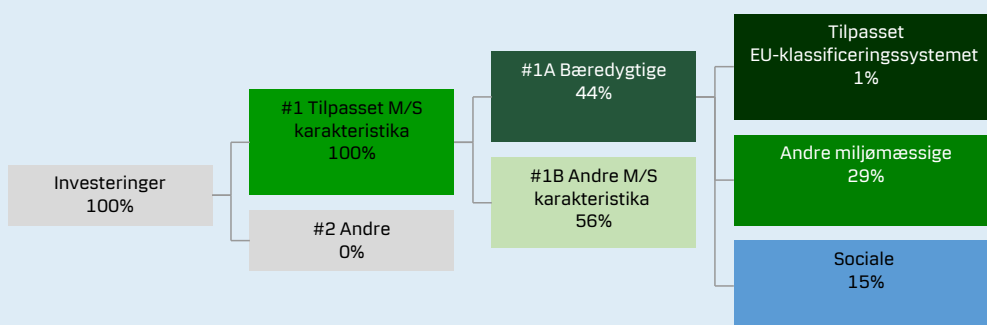 Investeringer
100%
#1 Tilpasset M/S
karakteristika
100%
#2 Andre
0%
#1A Bæredygtige
44%
#1B Andre M/S
karakteristika
56%
Tilpasset
EU-klassificeringssystemet
1%
Andre miljømæssige
29%
Sociale
15%